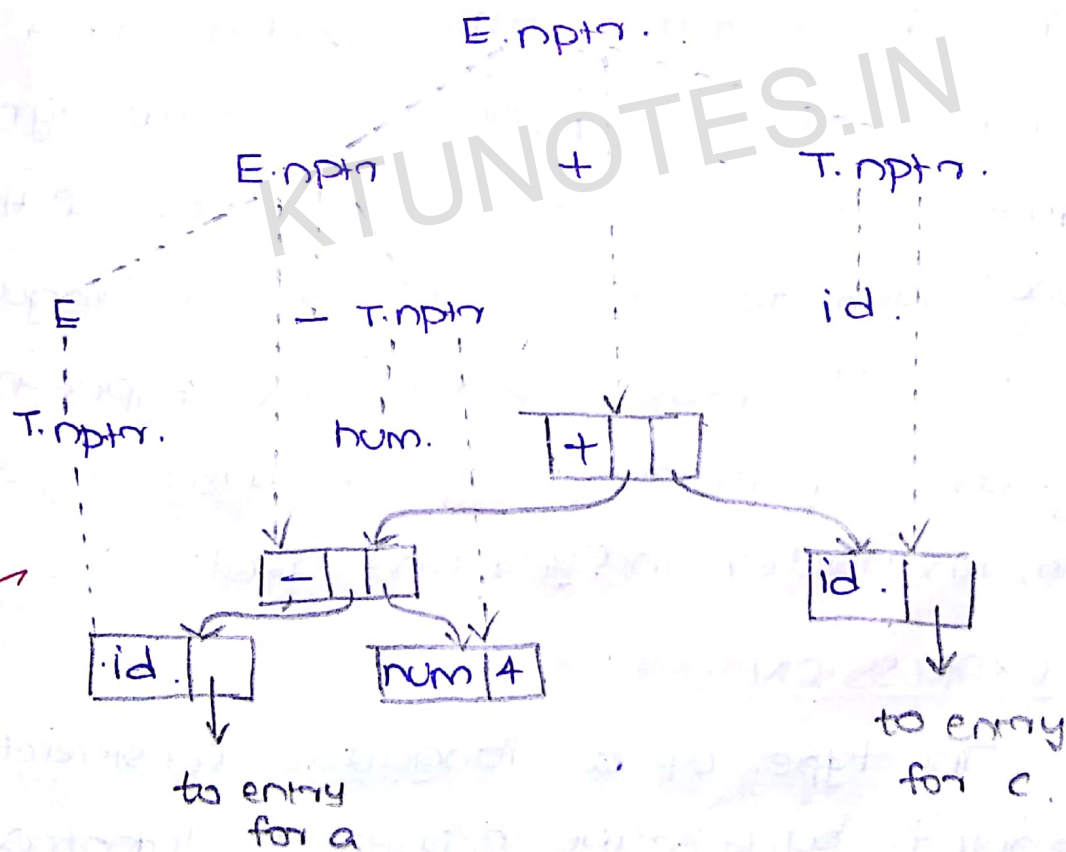 E.nptr.
KTUNOTES.IN
E.nptr + T.nptr.
E - T.nptr id.
T.nptr. num.
+
-
id.
id. num 4
to entry for c.
to entry for a